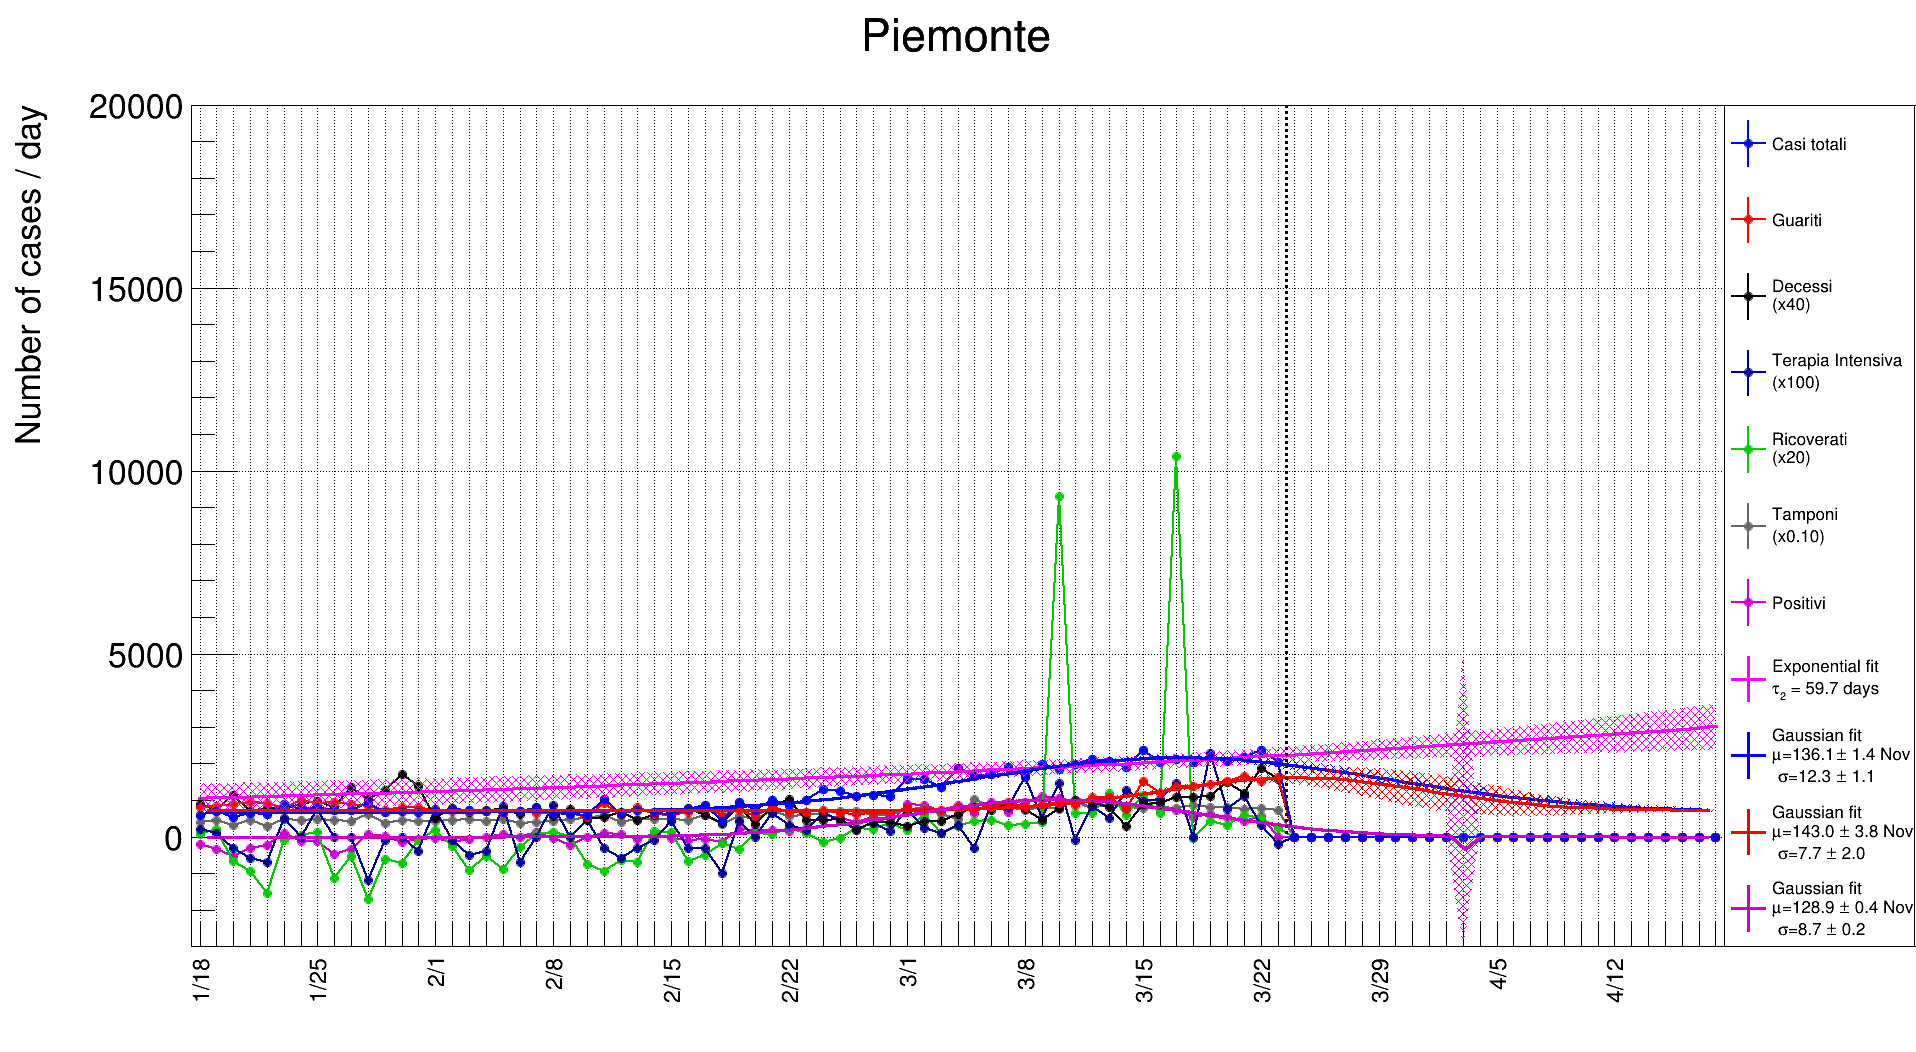 Piemonte
Number of cases / day
20000
15000
10000
5000
0
1/18
1/25
2/1
2/8
2/15
2/22
3/1
3/8
3/15
3/22
3/29
4/5
4/12
Casi totali
Guariti
Decessi
(x40)
Terapia Intensiva
(x100)
Ricoverati
(x20)
Tamponi
(x0.10)
Positivi
Exponential fit
τ2 = 59.7 days
Gaussian fit
μ=136.1 ± 1.4 Nov
σ=12.3 ± 1.1
Gaussian fit
μ=143.0 ± 3.8 Nov
σ=7.7 ± 2.0
Gaussian fit
μ=128.9 ± 0.4 Nov
σ=8.7 ± 0.2